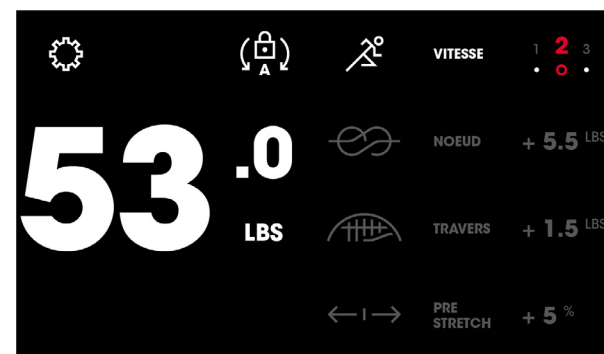 A
VITESSE 1 2 3
53.0 LBS
NOEUD + 5.5 LBS
TRAVERS + 1.5 LBS
PRE STRETCH + 5 %